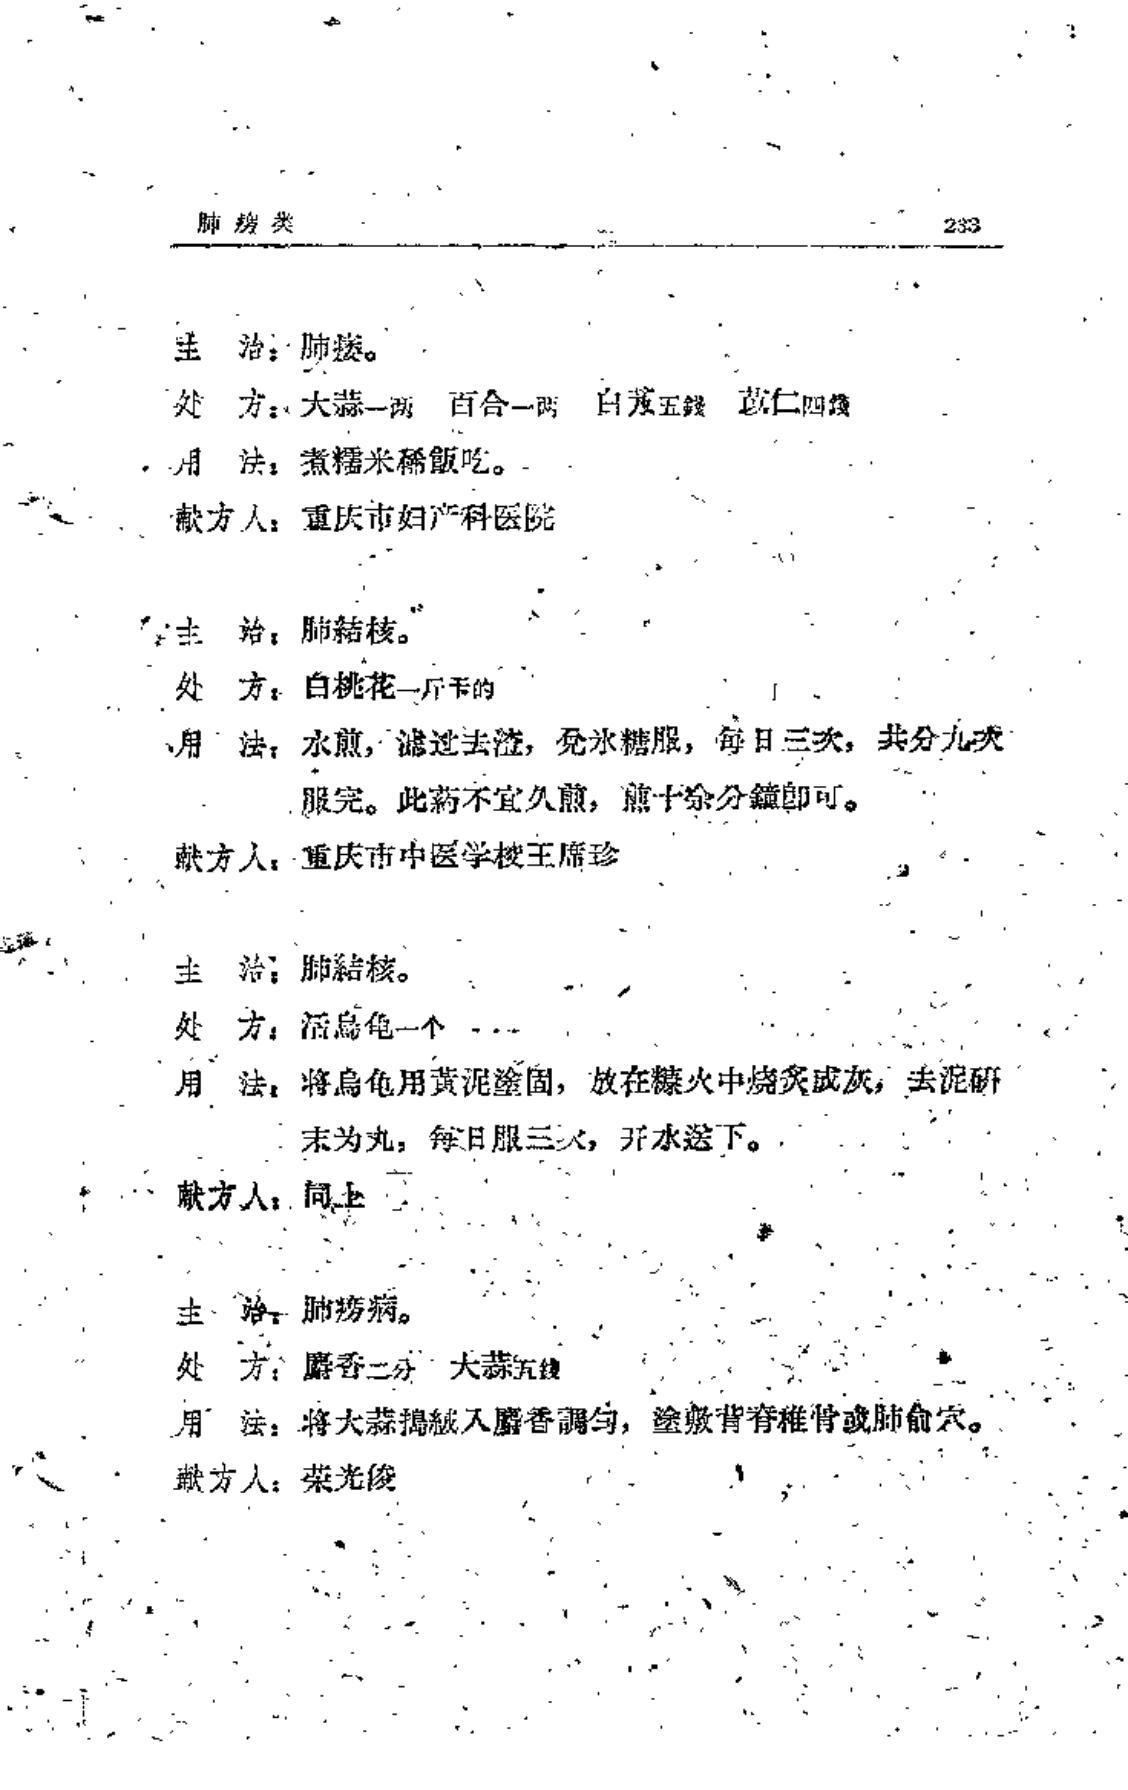 肺痨类 233
主 治：肺痿。
处 方：大蒜一两 百合一两 白芨五錢 苡仁四錢
用 法：煮糯米稀飯吃。
献方人：重庆市妇产科医院
主 治：肺結核。
处 方：白桃花一斤干的
用 法：水煎，滤过去渣，兑冰糖服，每日三次，共分九次
服完。此药不宜久煎，煎十余分鐘卽可。
献方人：重庆市中医学校王席珍
主 治：肺結核。
处 方：活烏龟一个
用 法：将烏龟用黃泥塗固，放在糠火中烧炙成灰，去泥硏
末为丸，每日服三次，开水送下。
献方人：同上
主 治：肺痨病。
处 方：麝香二分 大蒜五錢
用 法：将大蒜搗絨入麝香調匀，塗敷背脊椎骨或肺俞穴。
献方人：荣光俊